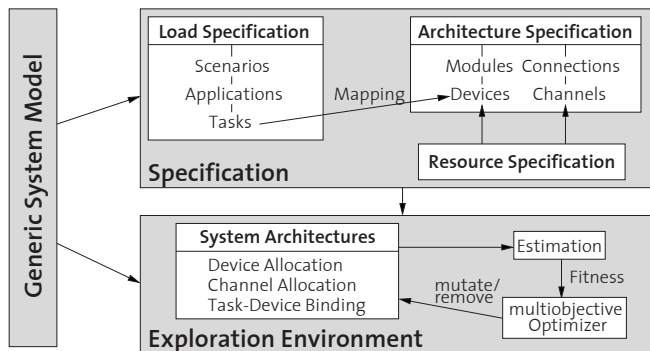 Generic System Model
Load Specification
Scenarios
Applications
Tasks
Mapping
Architecture Specification
Modules Connections
Devices Channels
Resource Specification
Specification
System Architectures
Device Allocation
Channel Allocation
Task-Device Binding
Estimation
Fitness
mutate/
remove
multiobjective
Optimizer
Exploration Environment